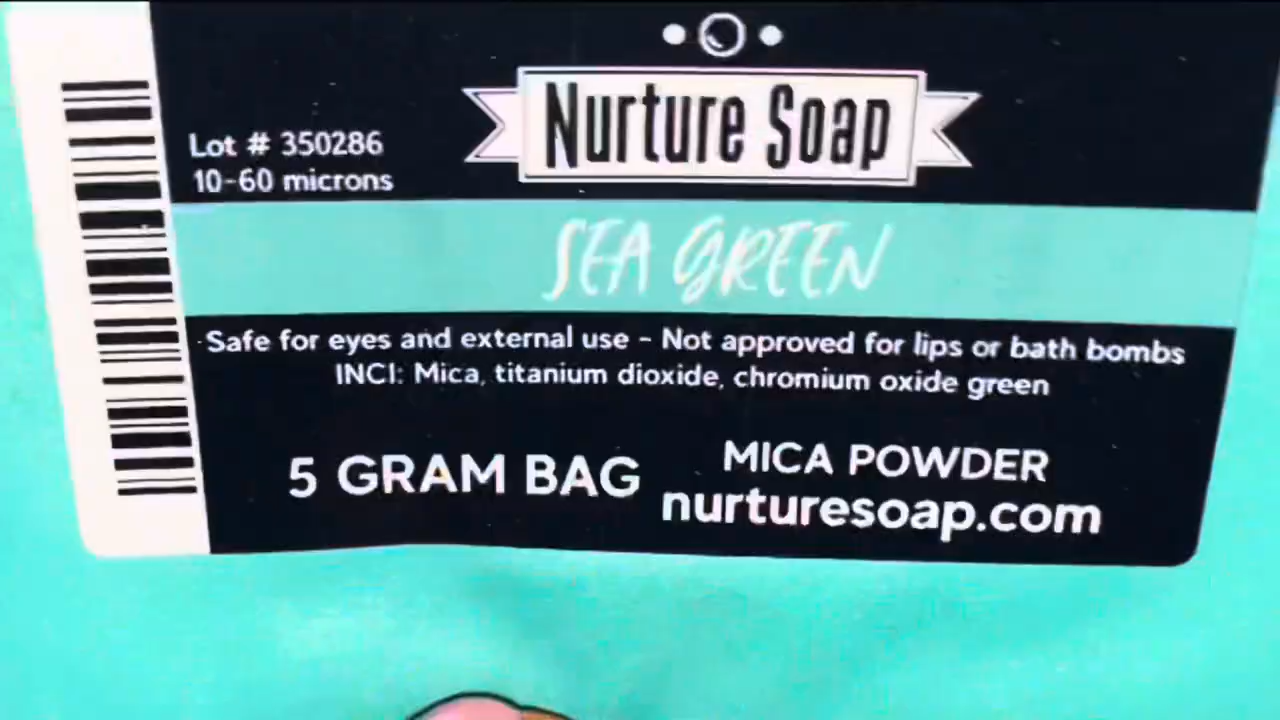 Nurture Soap
Lot # 350286
10-60 microns
SEA GREEN
Safe for eyes and external use - Not approved for lips or bath bombs
INCI: Mica, titanium dioxide, chromium oxide green
5 GRAM BAG
MICA POWDER
nurturesoap.com